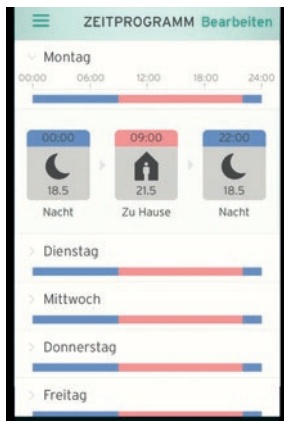 ZEITPROGRAMM Bearbeiten
Montag
00:00 06:00 12:00 18:00 24:00
00:00 09:00 22:00
18.5 21.5 18.5
Nacht Zu Hause Nacht
Dienstag
Mittwoch
Donnerstag
Freitag